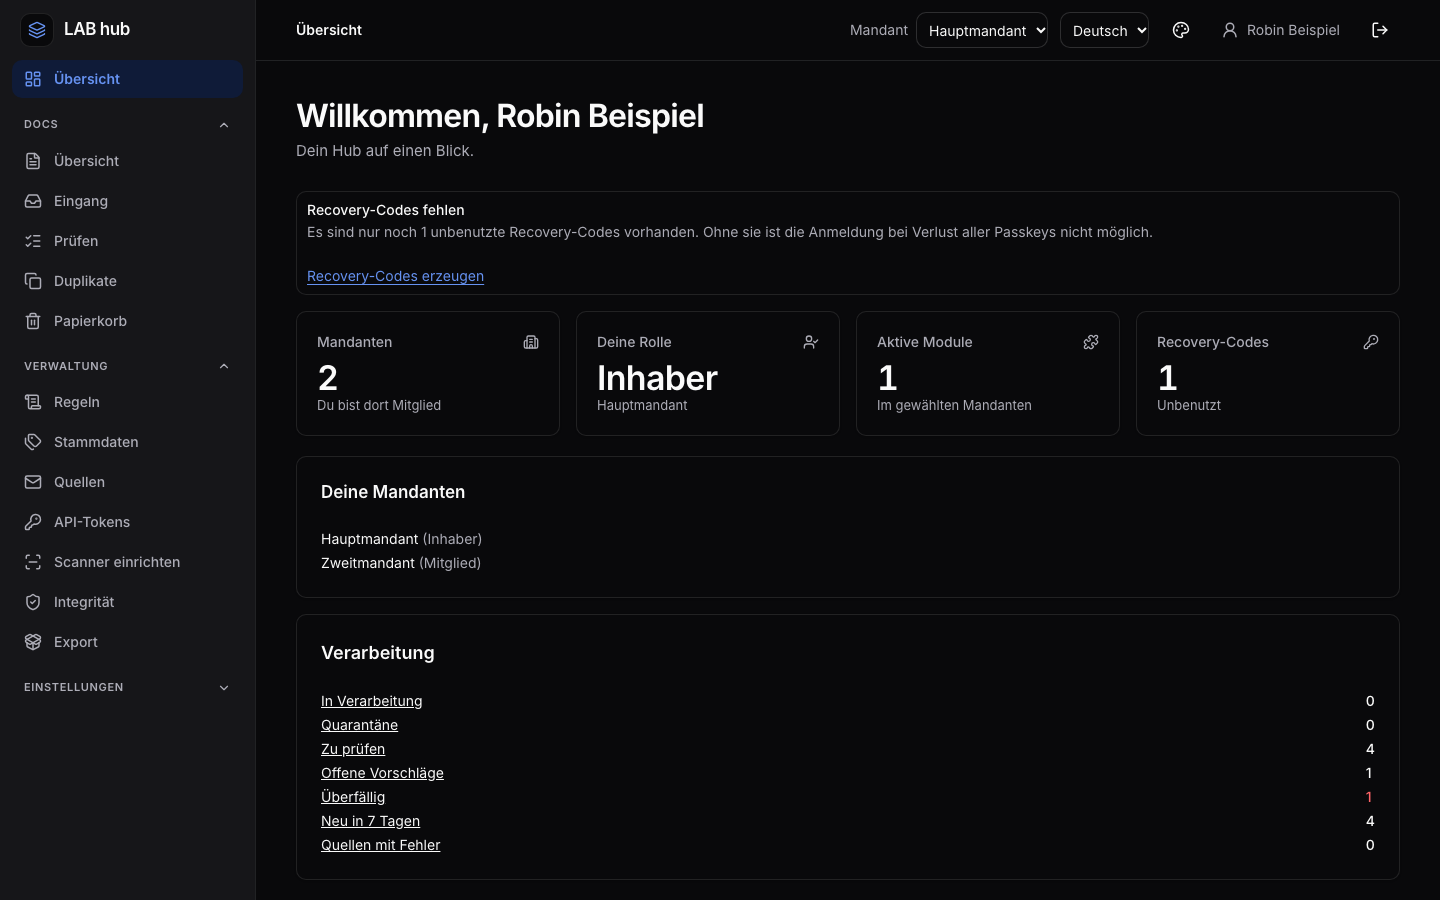 LAB hub
Übersicht
Mandant
Hauptmandant
Deutsch
Robin Beispiel
Übersicht
DOCS
Übersicht
Eingang
Prüfen
Duplikate
Papierkorb
VERWALTUNG
Regeln
Stammdaten
Quellen
API-Tokens
Scanner einrichten
Integrität
Export
EINSTELLUNGEN
Willkommen, Robin Beispiel
Dein Hub auf einen Blick.
Recovery-Codes fehlen
Es sind nur noch 1 unbenutzte Recovery-Codes vorhanden. Ohne sie ist die Anmeldung bei Verlust aller Passkeys nicht möglich.
Recovery-Codes erzeugen
Mandanten
2
Du bist dort Mitglied
Deine Rolle
Inhaber
Hauptmandant
Aktive Module
1
Im gewählten Mandanten
Recovery-Codes
1
Unbenutzt
Deine Mandanten
Hauptmandant (Inhaber)
Zweitmandant (Mitglied)
Verarbeitung
In Verarbeitung 0
Quarantäne 0
Zu prüfen 4
Offene Vorschläge 1
Überfällig 1
Neu in 7 Tagen 4
Quellen mit Fehler 0